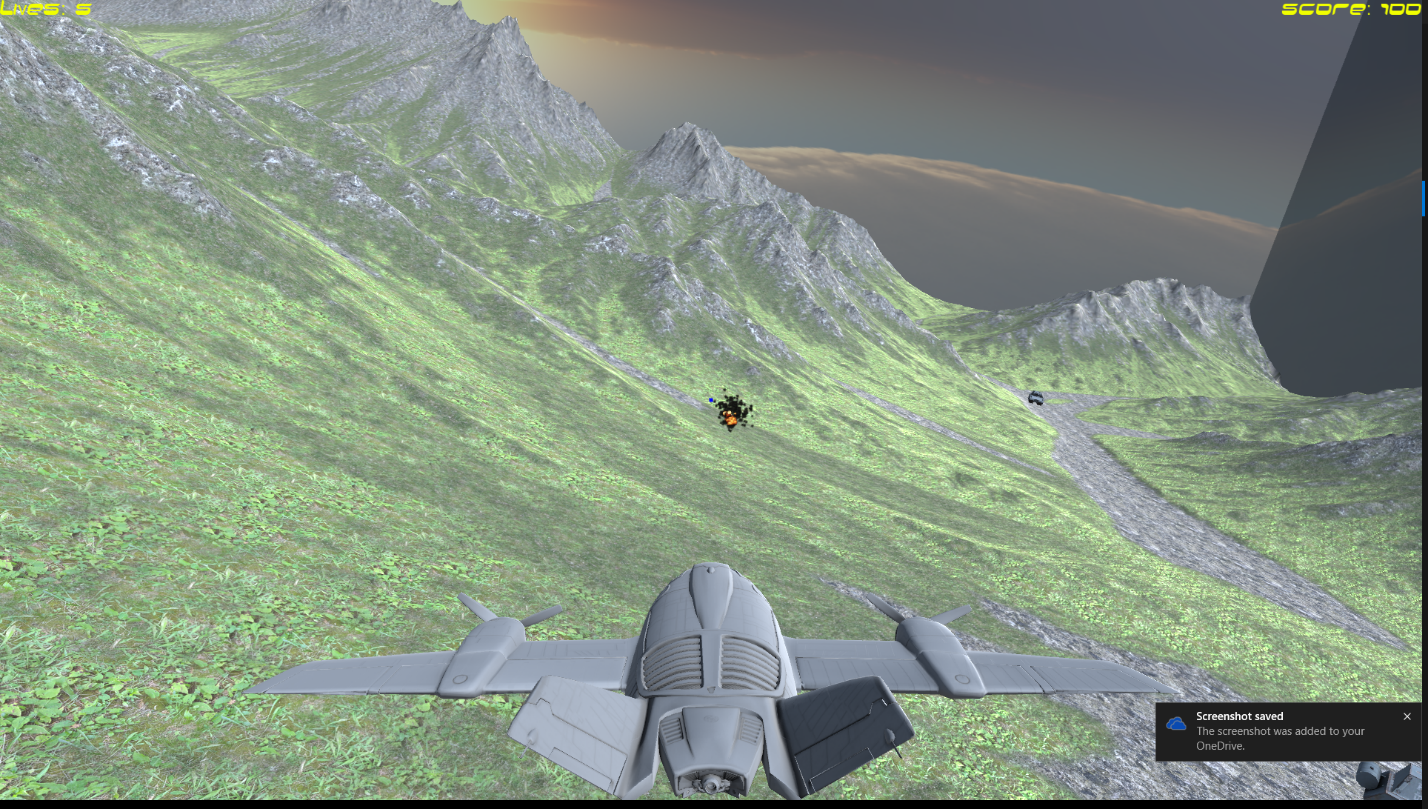 Lives: 5
Score: 100
Screenshot saved
The screenshot was added to your
OneDrive.